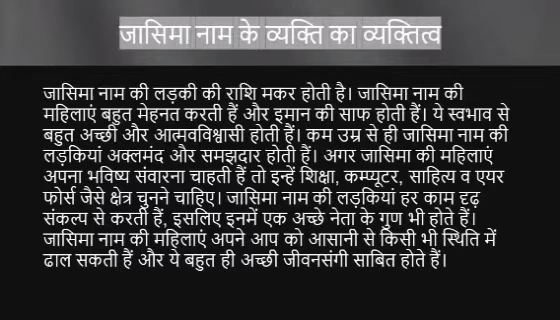 जासिमा नाम के व्यक्ति का व्यक्तित्व
जासिमा नाम की लड़की की राशि मकर होती है। जासिमा नाम की
महिलाएं बहुत मेहनत करती हैं और इमान की साफ होती हैं। ये स्वभाव से
बहुत अच्छी और आत्मवविश्वासी होती हैं। कम उम्र से ही जासिमा नाम की
लड़कियां अक्लमंद और समझदार होती हैं। अगर जासिमा की महिलाएं
अपना भविष्य संवारना चाहती हैं तो इन्हें शिक्षा, कम्प्यूटर, साहित्य व एयर
फोर्स जैसे क्षेत्र चुनने चाहिए। जासिमा नाम की लड़कियां हर काम दृढ़
संकल्प से करती हैं, इसलिए इनमें एक अच्छे नेता के गुण भी होते हैं।
जासिमा नाम की महिलाएं अपने आप को आसानी से किसी भी स्थिति में
ढाल सकती हैं और ये बहुत ही अच्छी जीवनसंगी साबित होते हैं।